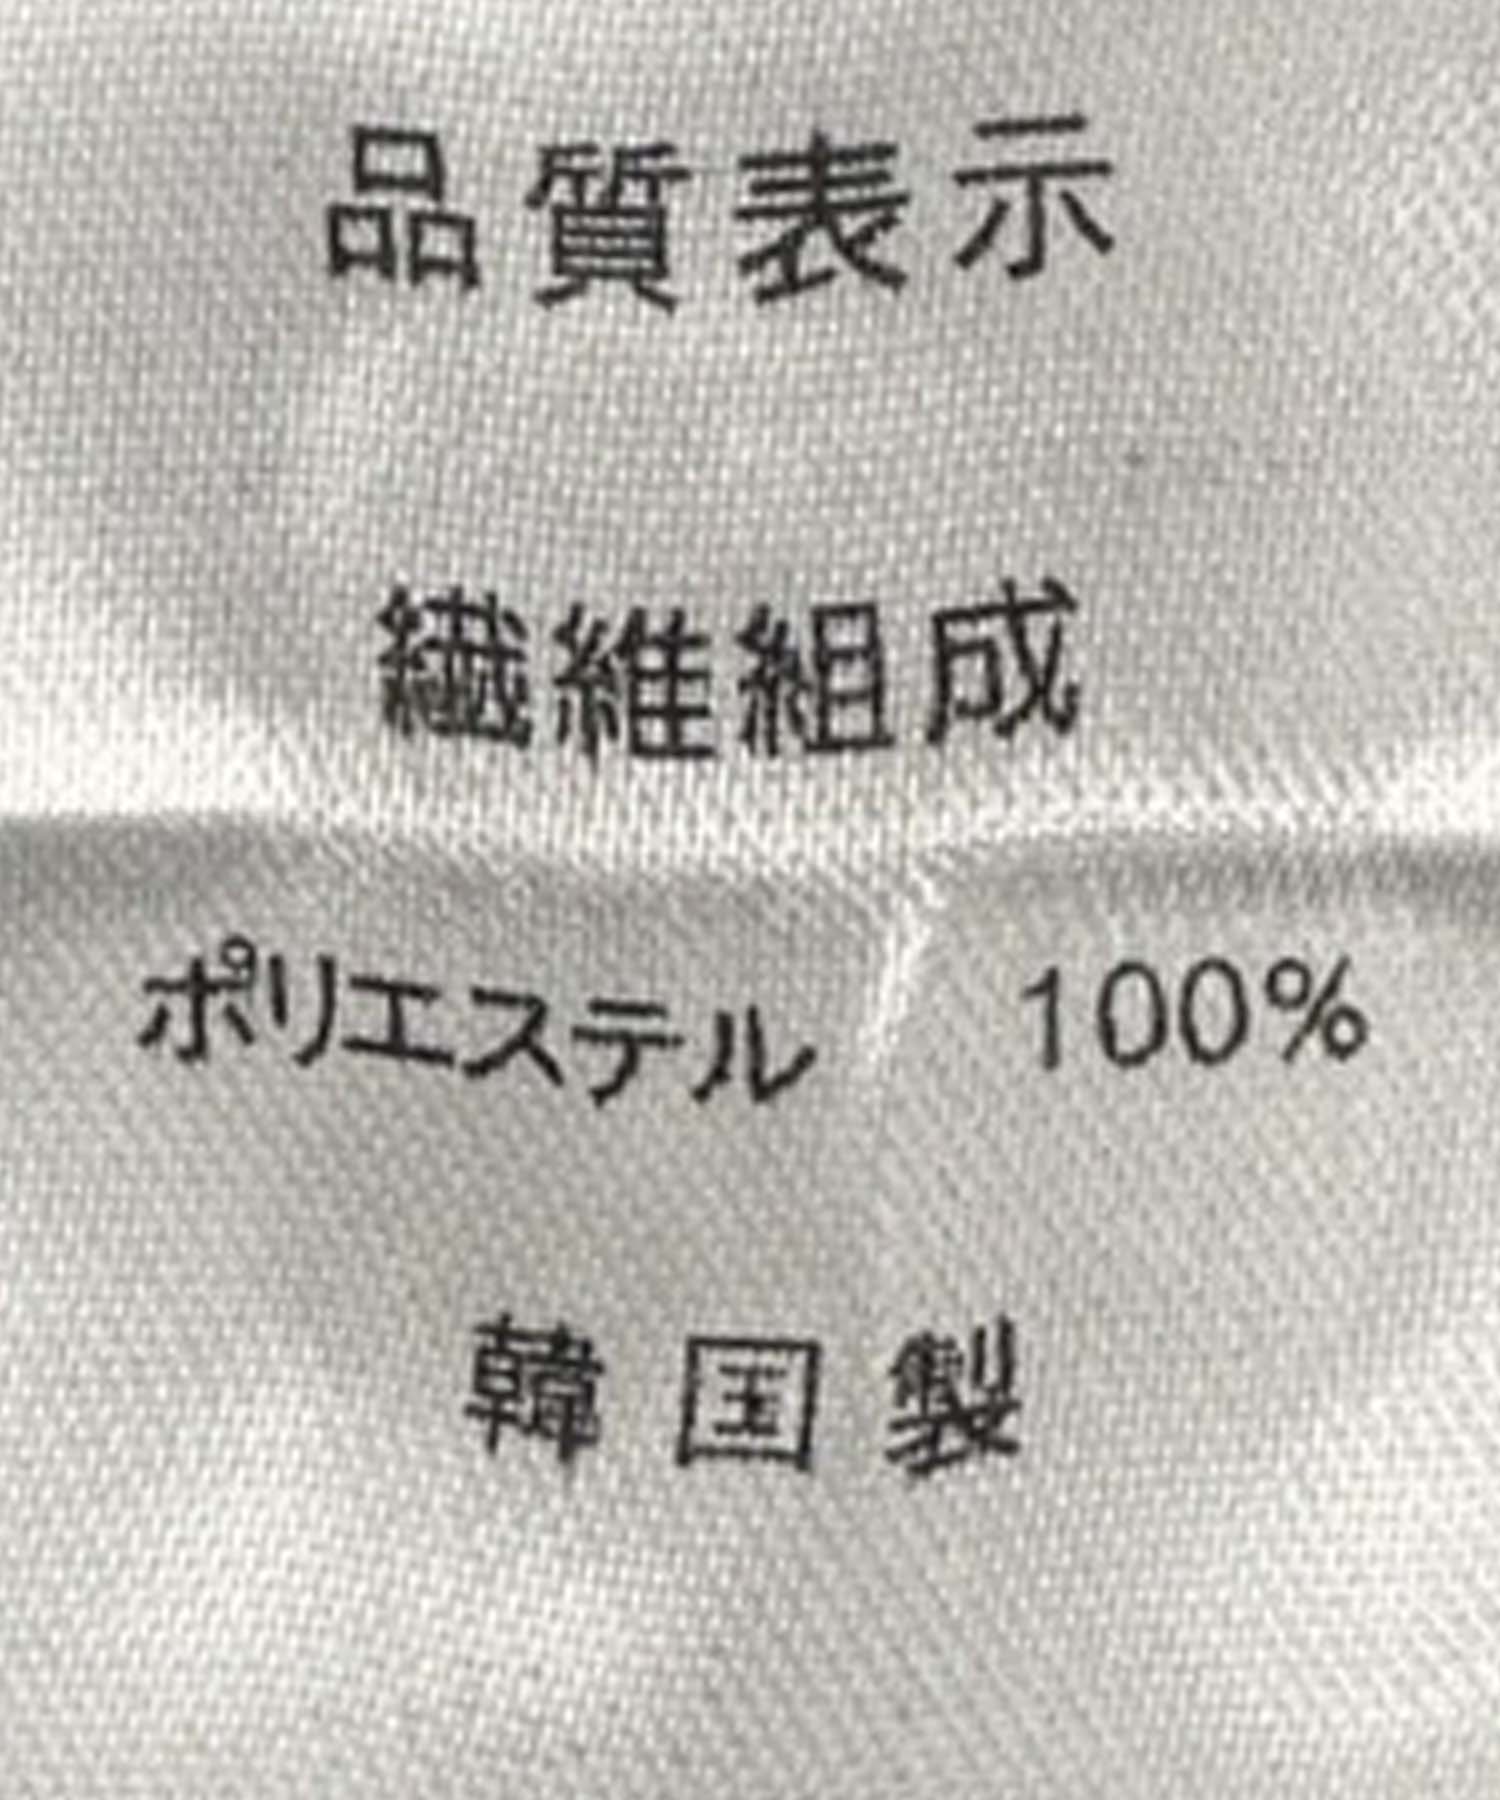 品質表示
繊維組成
ポリエステル 100%
韓国製